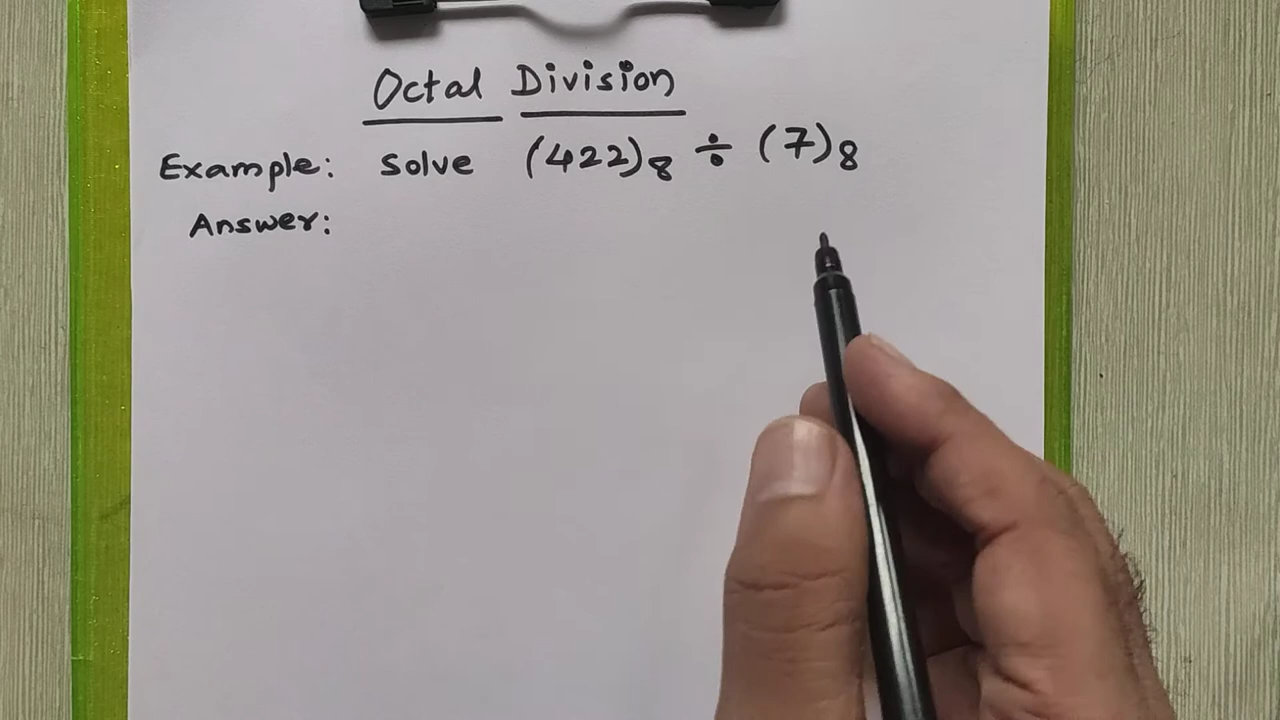 Octal Division
Example: solve (422)₈ ÷ (7)₈
Answer: